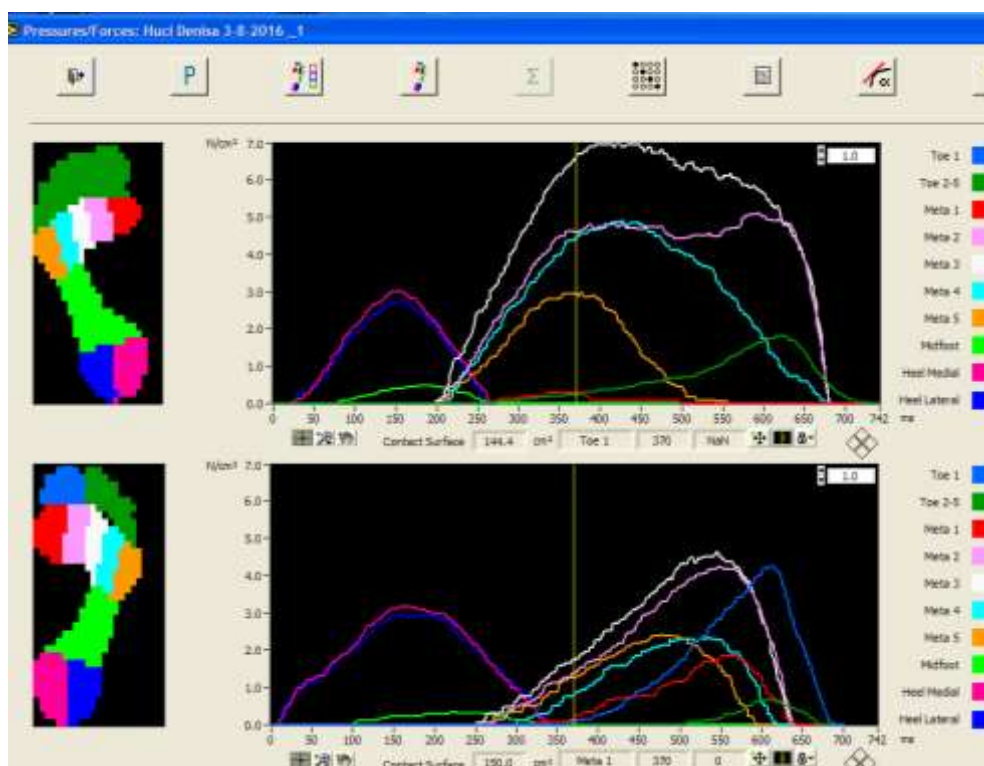 Pressures/Forces: Hucl Denisa 3-8-2016 _1
P
Σ
α
N/cm² 7.0
6.0
5.0
4.0
3.0
2.0
1.0
0.0
0 50 100 150 200 250 300 350 400 450 500 550 600 650 700 742
ms
1.0
Toe 1
Toe 2-5
Meta 1
Meta 2
Meta 3
Meta 4
Meta 5
Midfoot
Heel Medial
Heel Lateral
Contact Surface 144.4 cm² Toe 1 370 NaN
N/cm² 7.0
6.0
5.0
4.0
3.0
2.0
1.0
0.0
0 50 100 150 200 250 300 350 400 450 500 550 600 650 700 742
ms
1.0
Toe 1
Toe 2-5
Meta 1
Meta 2
Meta 3
Meta 4
Meta 5
Midfoot
Heel Medial
Heel Lateral
Contact Surface 150.0 cm² Meta 1 370 0